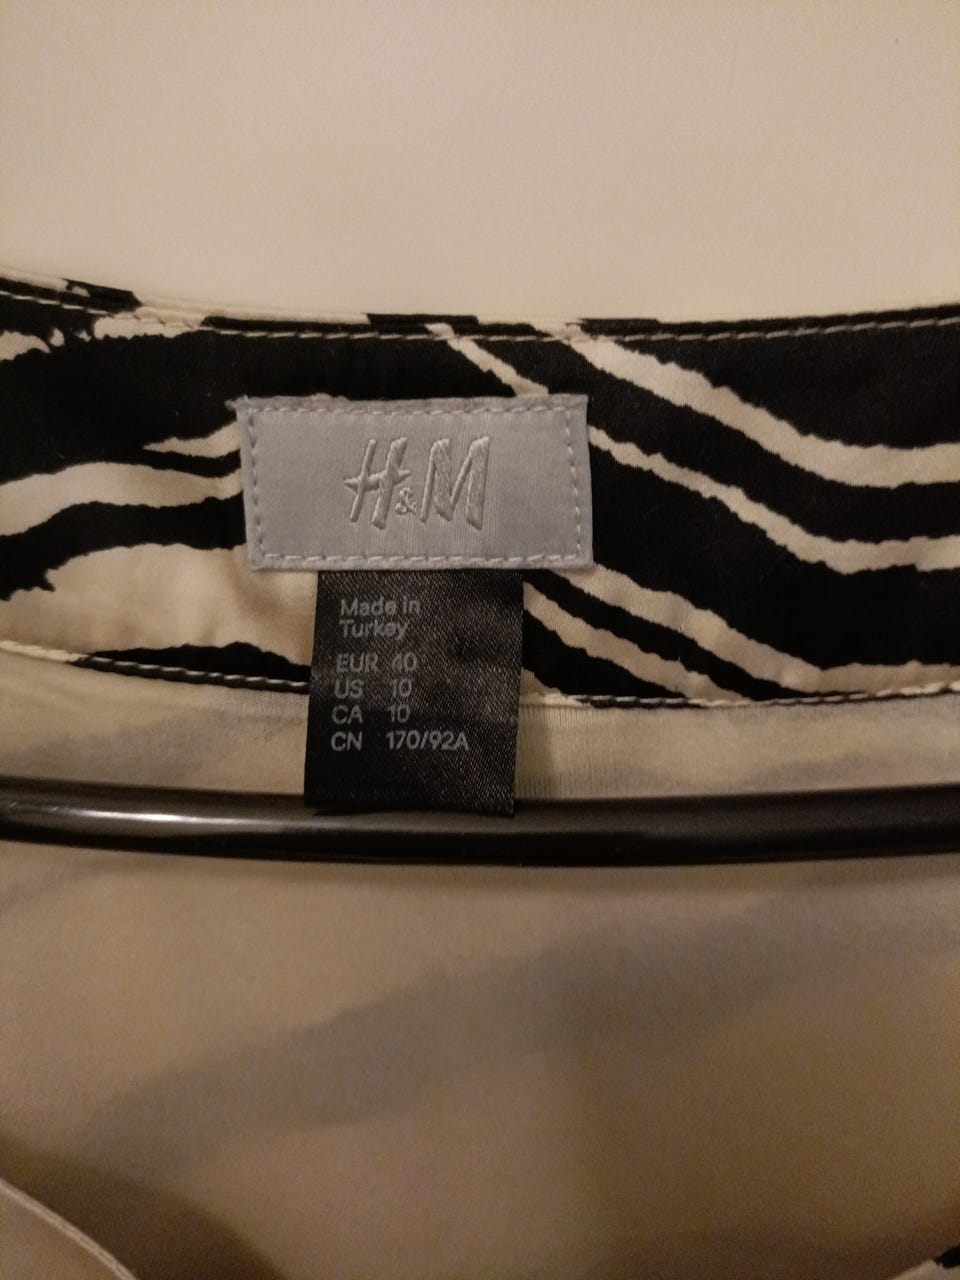 H&M
Made in
Turkey
EUR 40
US 10
CA 10
CN 170/92A